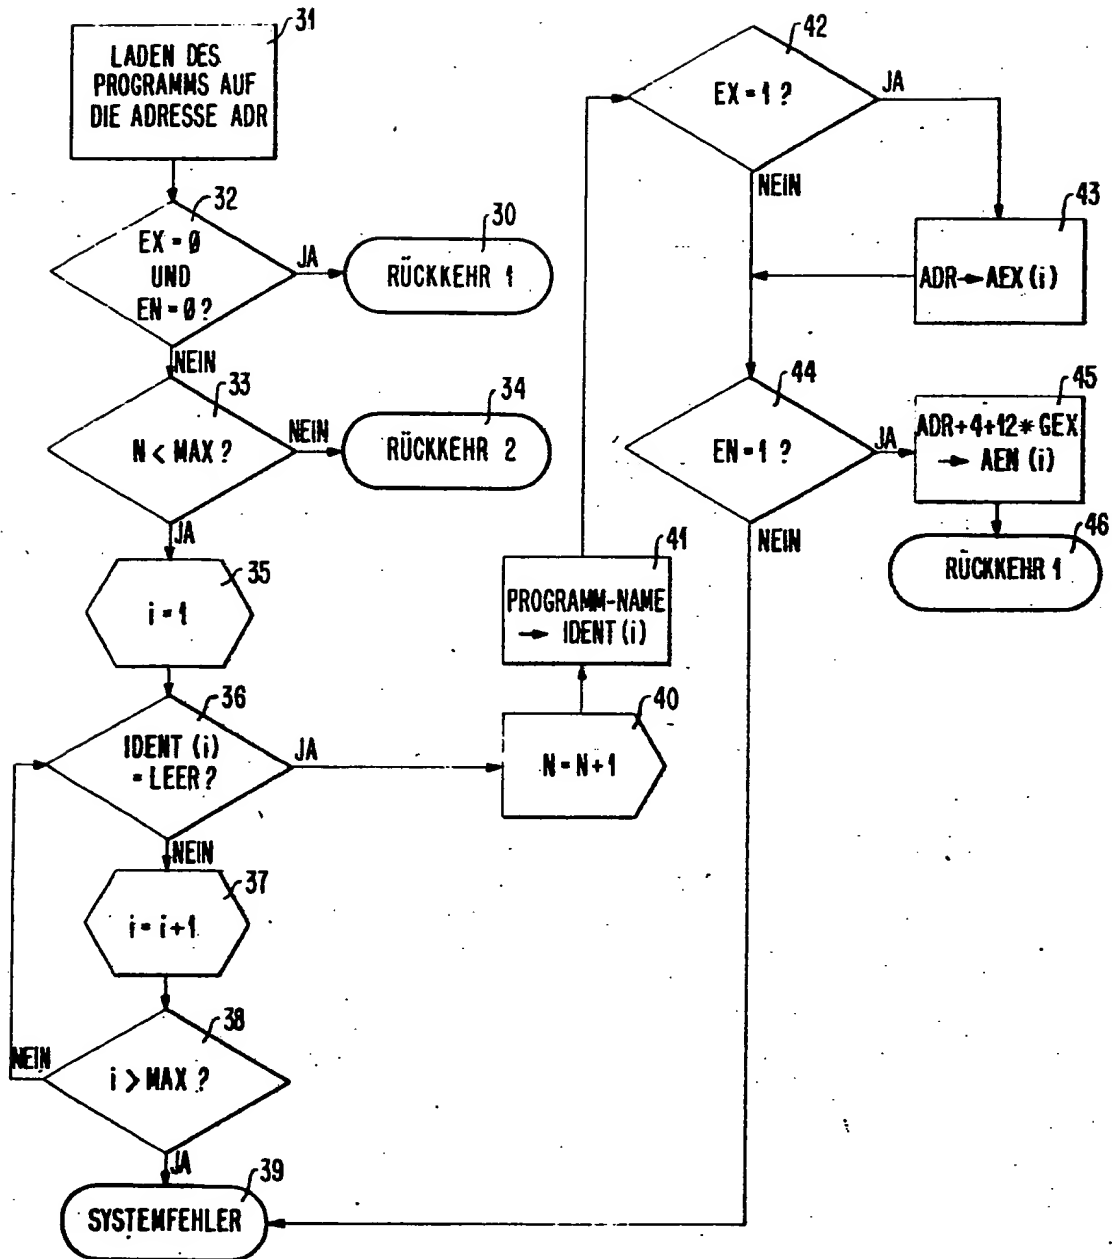 31
LADEN DES
PROGRAMMS AUF
DIE ADRESSE ADR
32
EX = 0
UND
EN = 0 ?
JA
30
RÜCKKEHR 1
NEIN
33
N < MAX ?
NEIN
34
RÜCKKEHR 2
JA
35
i = 1
36
IDENT (i)
= LEER ?
JA
NEIN
37
i = i+1
38
i > MAX ?
NEIN
JA
39
SYSTEMFEHLER
40
N = N+1
41
PROGRAMM-NAME
→ IDENT (i)
42
EX = 1 ?
JA
NEIN
43
ADR → AEX (i)
44
EN = 1 ?
JA
NEIN
45
ADR+4+12* GEX
→ AEN (i)
46
RÜCKKEHR 1